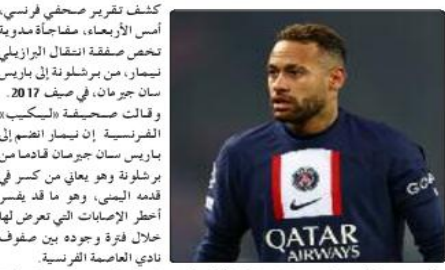 كشف تقرير صحفي فرنسي،
أمس الأربعاء، مفاجأة مدوية
تخص صفقة انتقال البرازيلي
نيمار، من برشلونة إلى باريس
سان جيرمان، في صيف 2017.
وقالت صحيفة «ليكيب»
الفرنسية إن نيمار انضم إلى
باريس سان جيرمان قادما من
برشلونة وهو يعاني من كسر في
قدمه اليمنى، وهو ما قد يفسر
أخطر الإصابات التي تعرض لها
خلال فترة وجوده بين صفوف
نادي العاصمة الفرنسية.
GOA
QATAR
AIRWAYS